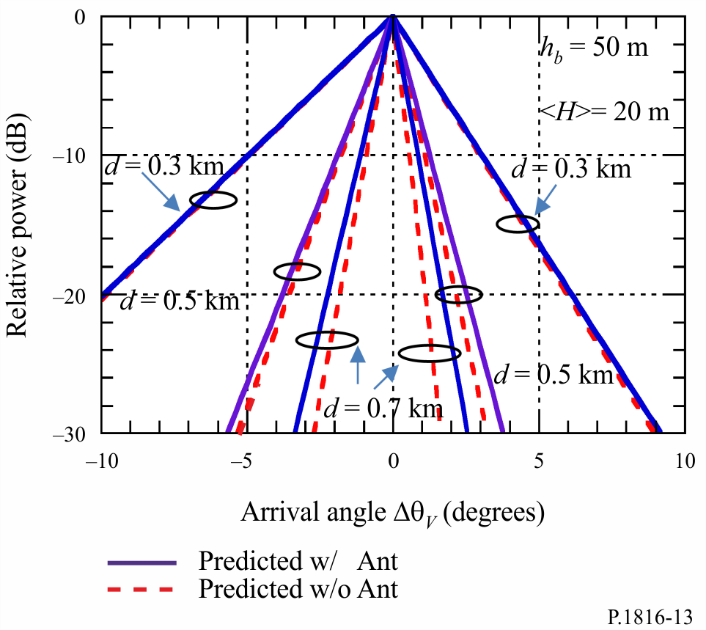 0
h_b = 50 m
<H>= 20 m
Relative power (dB)
–10
d = 0.3 km
d = 0.3 km
–20
d = 0.5 km
d = 0.5 km
d = 0.7 km
–30
–10
–5
0
5
10
Arrival angle Δθ_V (degrees)
Predicted w/ Ant
Predicted w/o Ant
P.1816-13